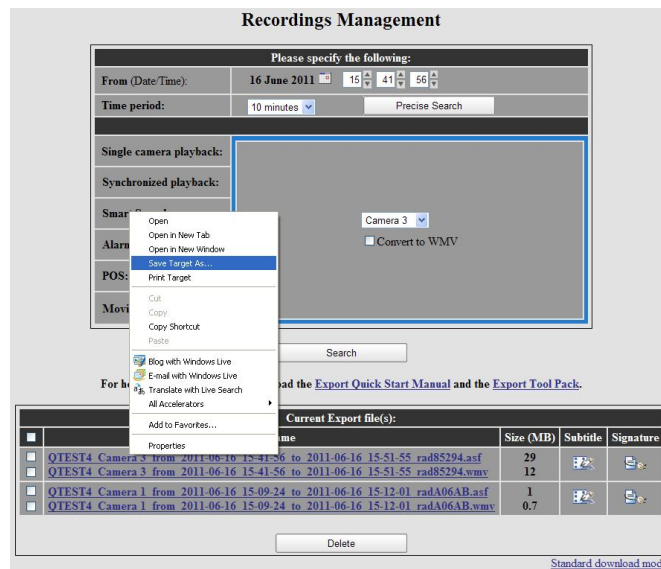 Recordings Management
Please specify the following:
From (Date/Time): 16 June 2011 15 41 56
Time period: 10 minutes Precise Search
Single camera playback:
Synchronized playback:
Camera 3
Convert to WMV
POS:
Open
Open in New Tab
Open in New Window
Save Target As...
Print Target
Cut
Copy
Copy Shortcut
Paste
Blog with Windows Live
E-mail with Windows Live
Translate with Live Search
All Accelerators
Add to Favorites...
Properties
Search
For the Export Quick Start Manual and the Export Tool Pack.
Current Export file(s):
Size (MB) Subtitle Signature
QTEST4 Camera 3 from 2011-06-16 15-41-56 to 2011-06-16 15-51-55 rad85294.asf 29
QTEST4 Camera 3 from 2011-06-16 15-41-56 to 2011-06-16 15-51-55 rad85294.wmv 12
QTEST4 Camera 1 from 2011-06-16 15-09-24 to 2011-06-16 15-12-01 radA06AB.asf 1
QTEST4 Camera 1 from 2011-06-16 15-09-24 to 2011-06-16 15-12-01 radA06AB.wmv 0.7
Delete
Standard download mod